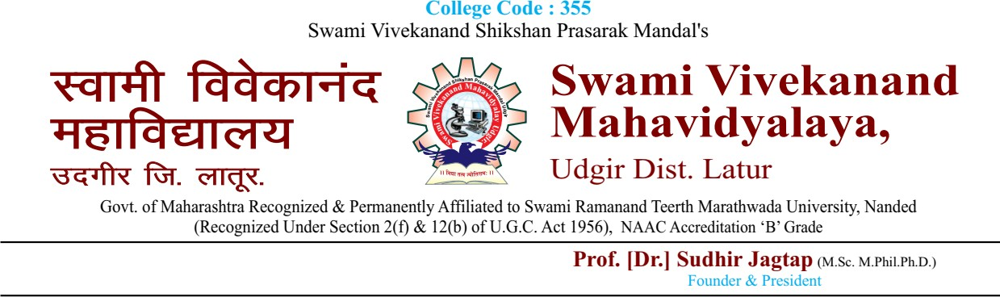 College Code : 355
Swami Vivekanand Shikshan Prasarak Mandal's
स्वामी विवेकानंद
महाविद्यालय
उदगीर जि. लातूर.
Swami Vivekanand Shikshan Prasarak Mandal Udgir
Swami Vivekanand Mahavidyalay Udgir.
।। विद्या तत्व ज्योतिसमः ।।
Swami Vivekanand
Mahavidyalaya,
Udgir Dist. Latur
Govt. of Maharashtra Recognized & Permanently Affiliated to Swami Ramanand Teerth Marathwada University, Nanded
(Recognized Under Section 2(f) & 12(b) of U.G.C. Act 1956), NAAC Accreditation ‘B’ Grade
Prof. [Dr.] Sudhir Jagtap (M.Sc. M.Phil.Ph.D.)
Founder & President